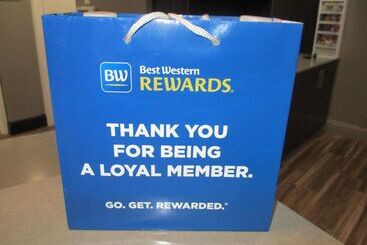 BW
Best Western
REWARDS.
THANK YOU
FOR BEING
A LOYAL MEMBER.
GO. GET. REWARDED.®